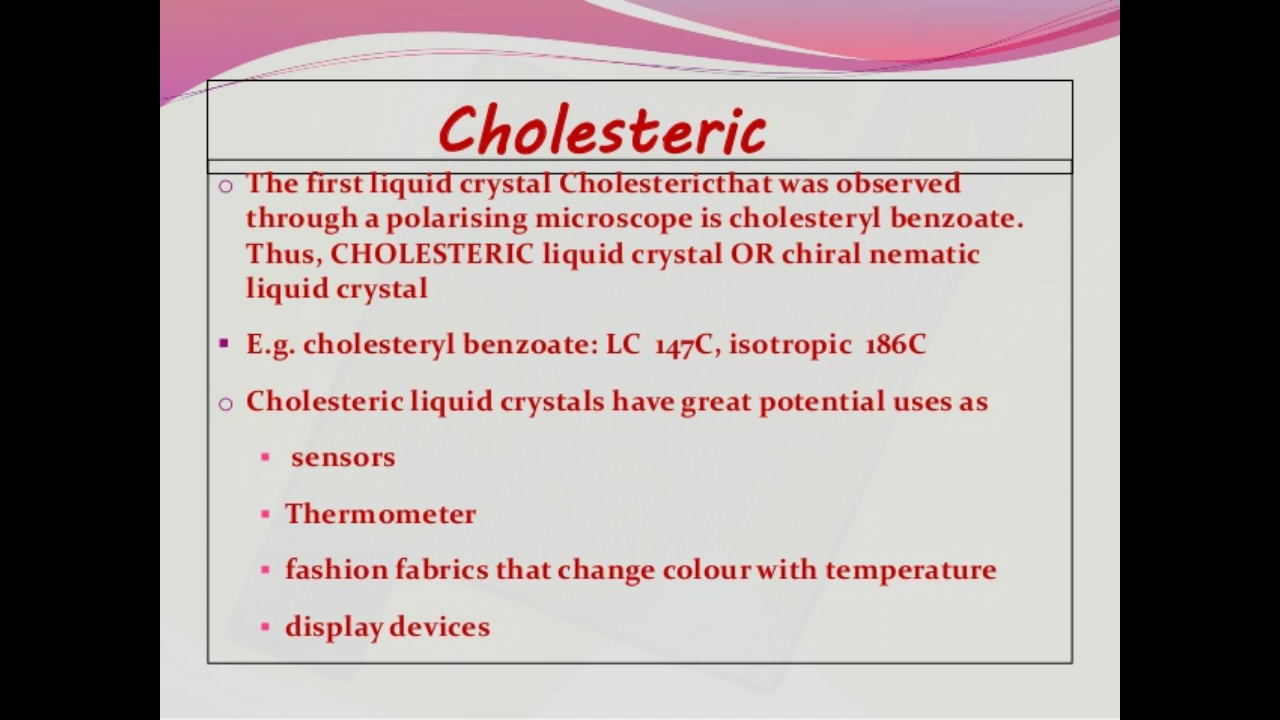 Cholesteric
The first liquid crystal Cholestericthat was observed
through a polarising microscope is cholesteryl benzoate.
Thus, CHOLESTERIC liquid crystal OR chiral nematic
liquid crystal
E.g. cholesteryl benzoate: LC 147C, isotropic 186C
Cholesteric liquid crystals have great potential uses as
sensors
Thermometer
fashion fabrics that change colour with temperature
display devices